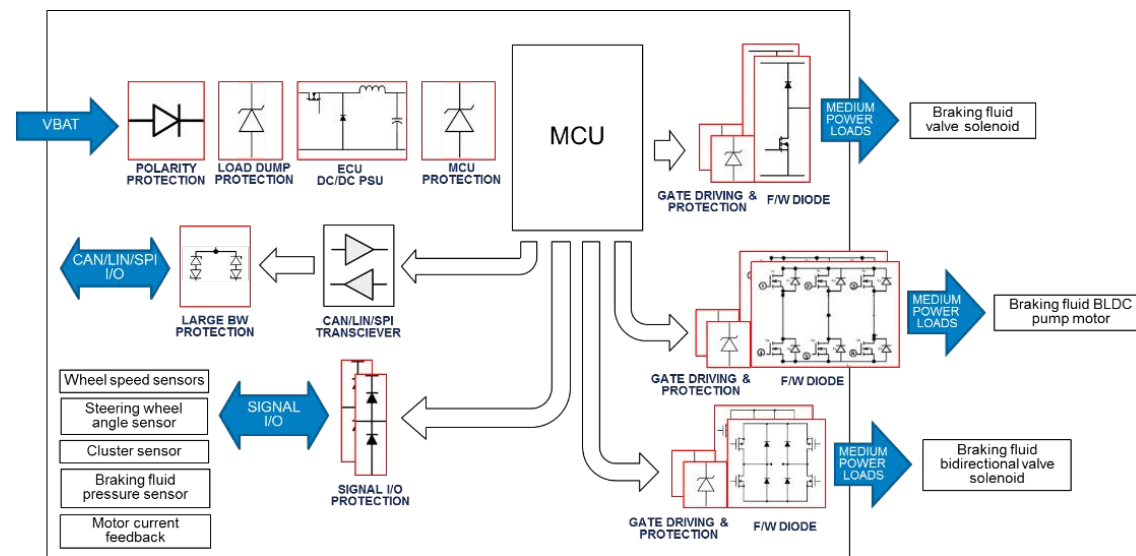 VBAT
POLARITY
PROTECTION
LOAD DUMP
PROTECTION
ECU
DC/DC PSU
MCU
PROTECTION
MCU
GATE DRIVING &
PROTECTION
F/W DIODE
MEDIUM
POWER
LOADS
Braking fluid
valve solenoid
CAN/LIN/SPI
I/O
LARGE BW
PROTECTION
CAN/LIN/SPI
TRANSCIEVER
GATE DRIVING &
PROTECTION
F/W DIODE
MEDIUM
POWER
LOADS
Braking fluid BLDC
pump motor
Wheel speed sensors
Steering wheel
angle sensor
Cluster sensor
Braking fluid
pressure sensor
Motor current
feedback
SIGNAL
I/O
SIGNAL I/O
PROTECTION
GATE DRIVING &
PROTECTION
F/W DIODE
MEDIUM
POWER
LOADS
Braking fluid
bidirectional valve
solenoid